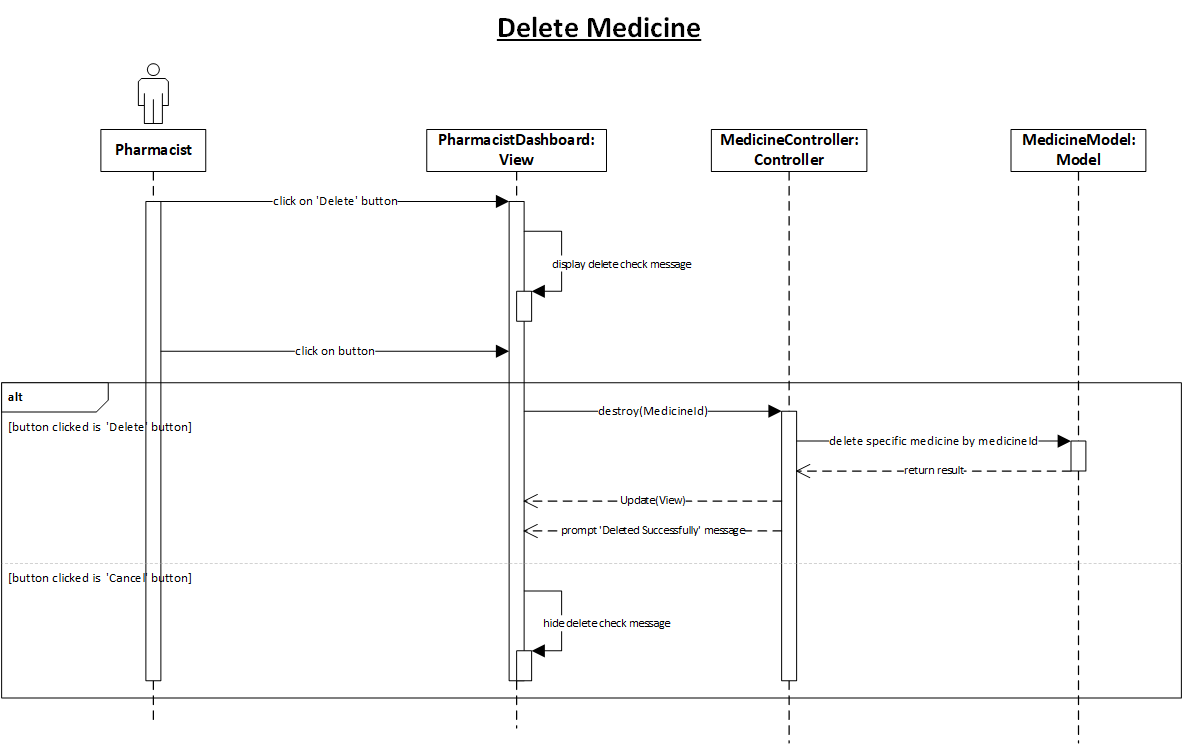 Delete Medicine
Pharmacist
PharmacistDashboard:
View
MedicineController:
Controller
MedicineModel:
Model
click on 'Delete' button
display delete check message
click on button
alt
destroy(MedicineId)
[button clicked is 'Delete' button]
delete specific medicine by medicineId
return result
Update(View)
prompt 'Deleted Successfully' message
[button clicked is 'Cancel' button]
hide delete check message